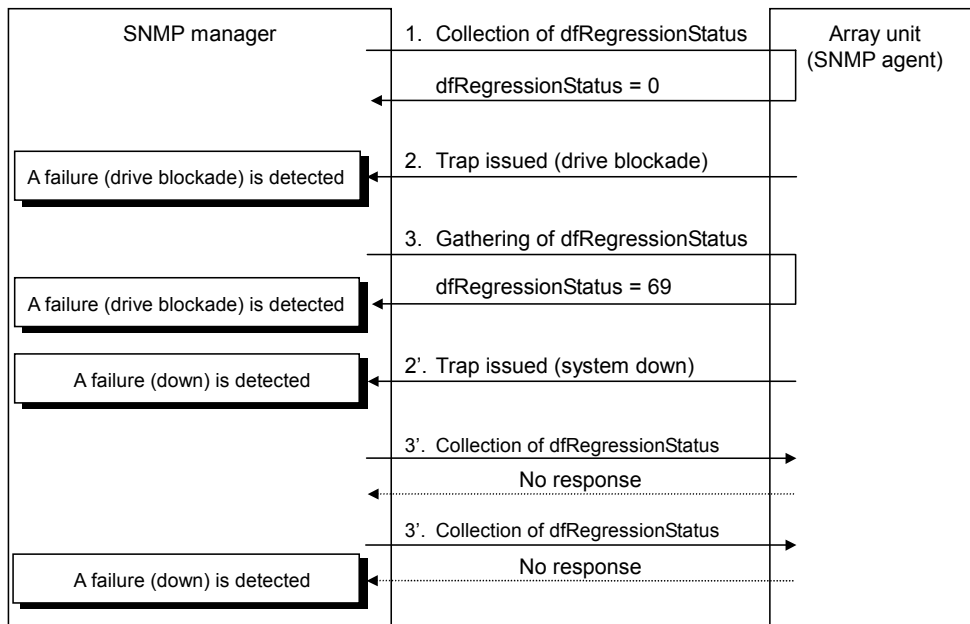 SNMP manager
Array unit
(SNMP agent)
1. Collection of dfRegressionStatus
dfRegressionStatus = 0
2. Trap issued (drive blockade)
A failure (drive blockade) is detected
3. Gathering of dfRegressionStatus
dfRegressionStatus = 69
A failure (drive blockade) is detected
2'. Trap issued (system down)
A failure (down) is detected
3'. Collection of dfRegressionStatus
No response
3'. Collection of dfRegressionStatus
No response
A failure (down) is detected